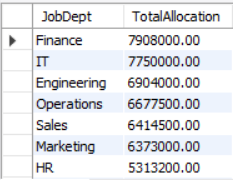 JobDept TotalAllocation
Finance 7908000.00
IT 7750000.00
Engineering 6904000.00
Operations 6677500.00
Sales 6414500.00
Marketing 6373000.00
HR 5313200.00